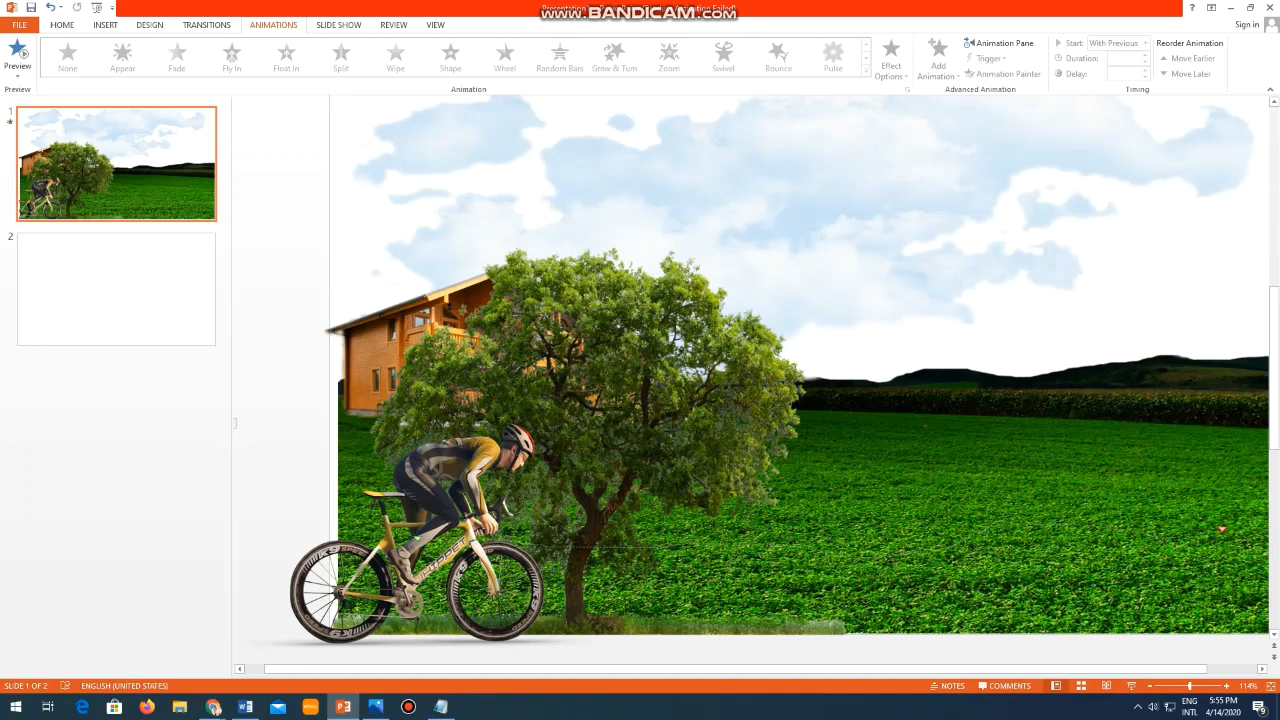 www.BANDICAM.com
Sign in
FILE HOME INSERT DESIGN TRANSITIONS ANIMATIONS SLIDE SHOW REVIEW VIEW
Preview
None Appear Fade Fly In Float In Split Wipe Shape Wheel Random Bars Grow & Turn Zoom Swivel Bounce Pulse
Effect Options
Add Animation
Animation Pane
Trigger
Animation Painter
Start: With Previous
Duration:
Delay:
Reorder Animation
Move Earlier
Move Later
Preview Animation Advanced Animation Timing
1
2
SLIDE 1 OF 2 ENGLISH (UNITED STATES) NOTES COMMENTS 114%
ENG
INTL
5:55 PM
4/14/2020